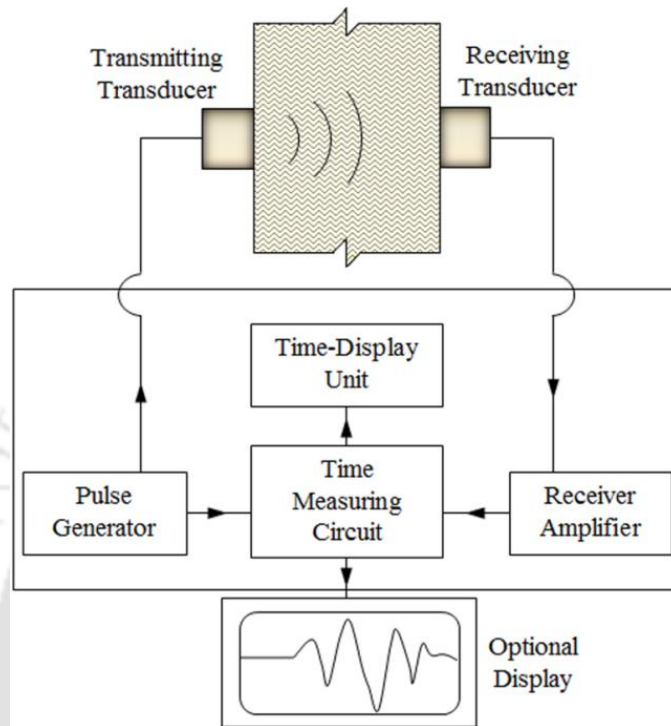 Transmitting
Transducer
Receiving
Transducer
Time-Display
Unit
Pulse
Generator
Time
Measuring
Circuit
Receiver
Amplifier
Optional
Display